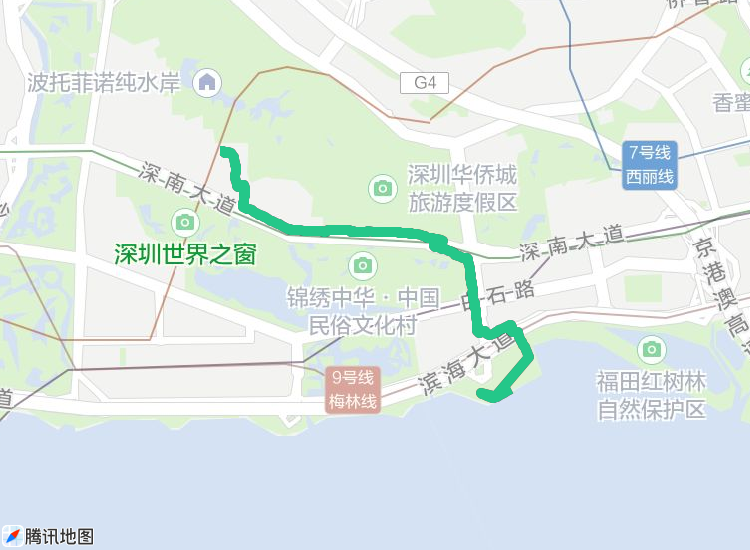 G4
波托菲诺纯水岸
香蜜
7号线
西丽线
深南大道
深圳华侨城
旅游度假区
深圳世界之窗
深南大道
京港澳高
锦绣中华·中国
民俗文化村
白石路
滨海大道
9号线
梅林线
福田红树林
自然保护区
道
腾讯地图